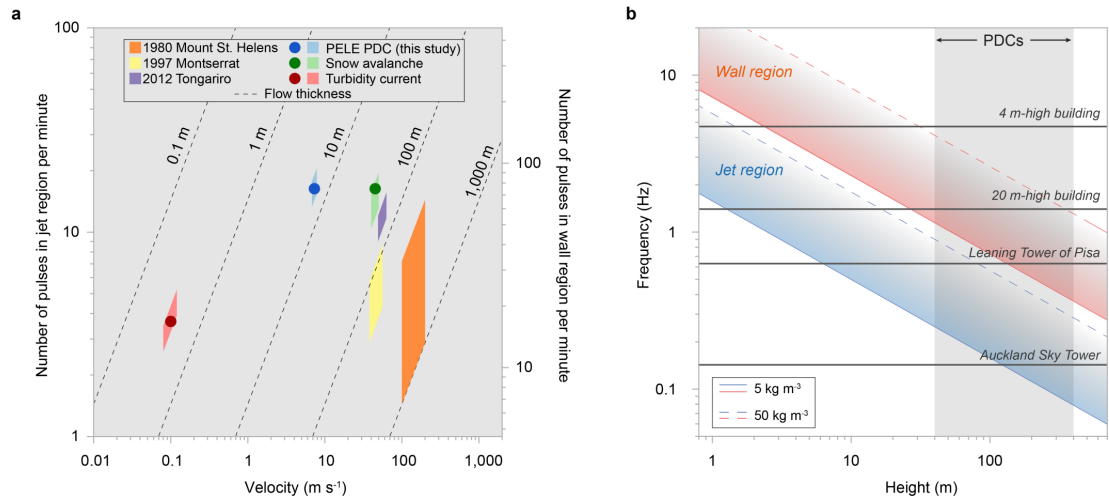 a
Number of pulses in jet region per minute
100
10
1
1980 Mount St. Helens
1997 Montserrat
2012 Tongariro
PELE PDC (this study)
Snow avalanche
Turbidity current
Flow thickness
0.1 m
1 m
10 m
100 m
1,000 m
0.01
0.1
1
10
100
1,000
Velocity (m s⁻¹)
100
10
Number of pulses in wall region per minute
b
Frequency (Hz)
10
1
0.1
PDCs
Wall region
Jet region
4 m-high building
20 m-high building
Leaning Tower of Pisa
Auckland Sky Tower
5 kg m⁻³
50 kg m⁻³
1
10
100
Height (m)